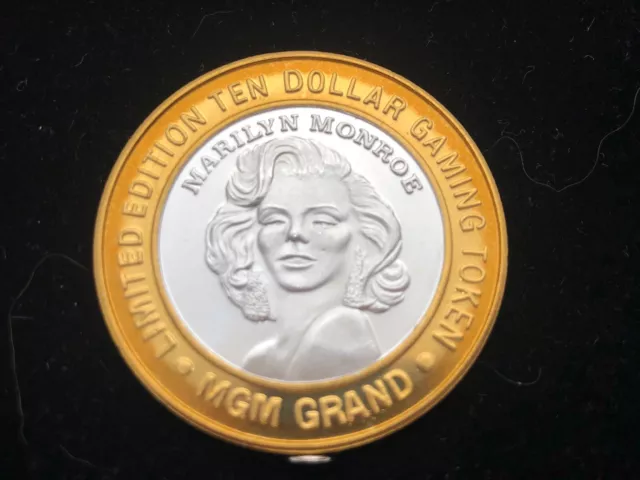 LIMITED EDITION TEN DOLLAR GAMING TOKEN
MARILYN MONROE
• MGM GRAND •